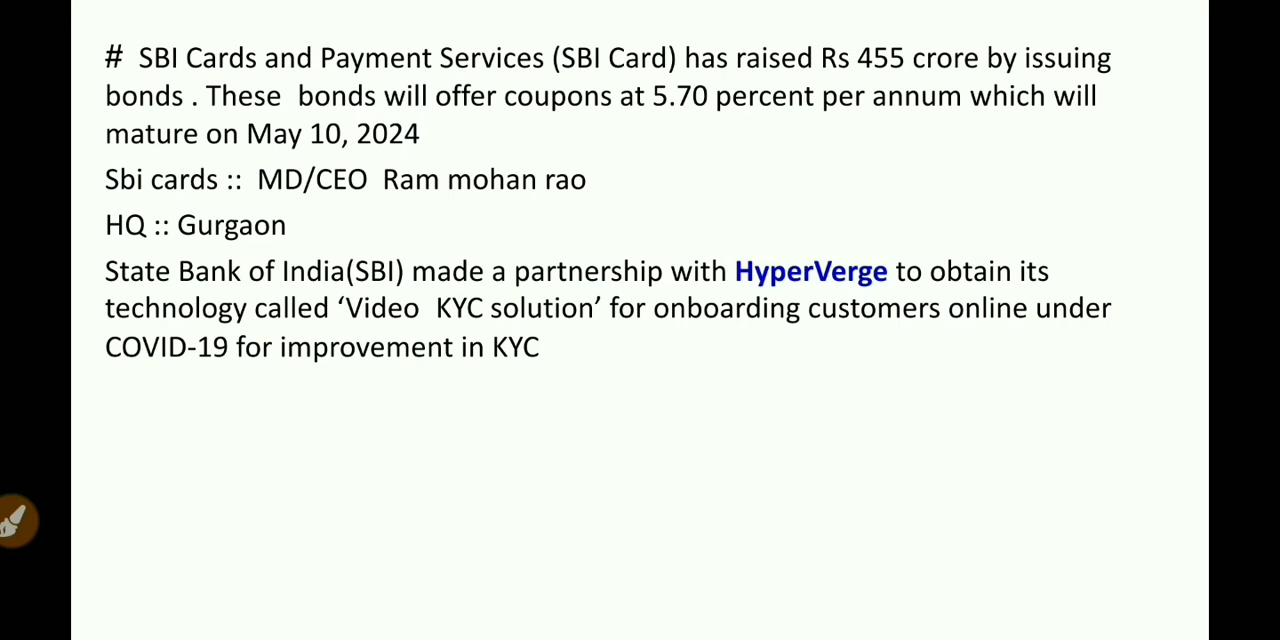 # SBI Cards and Payment Services (SBI Card) has raised Rs 455 crore by issuing
bonds . These bonds will offer coupons at 5.70 percent per annum which will
mature on May 10, 2024
Sbi cards :: MD/CEO Ram mohan rao
HQ :: Gurgaon
State Bank of India(SBI) made a partnership with HyperVerge to obtain its
technology called ‘Video KYC solution’ for onboarding customers online under
COVID-19 for improvement in KYC